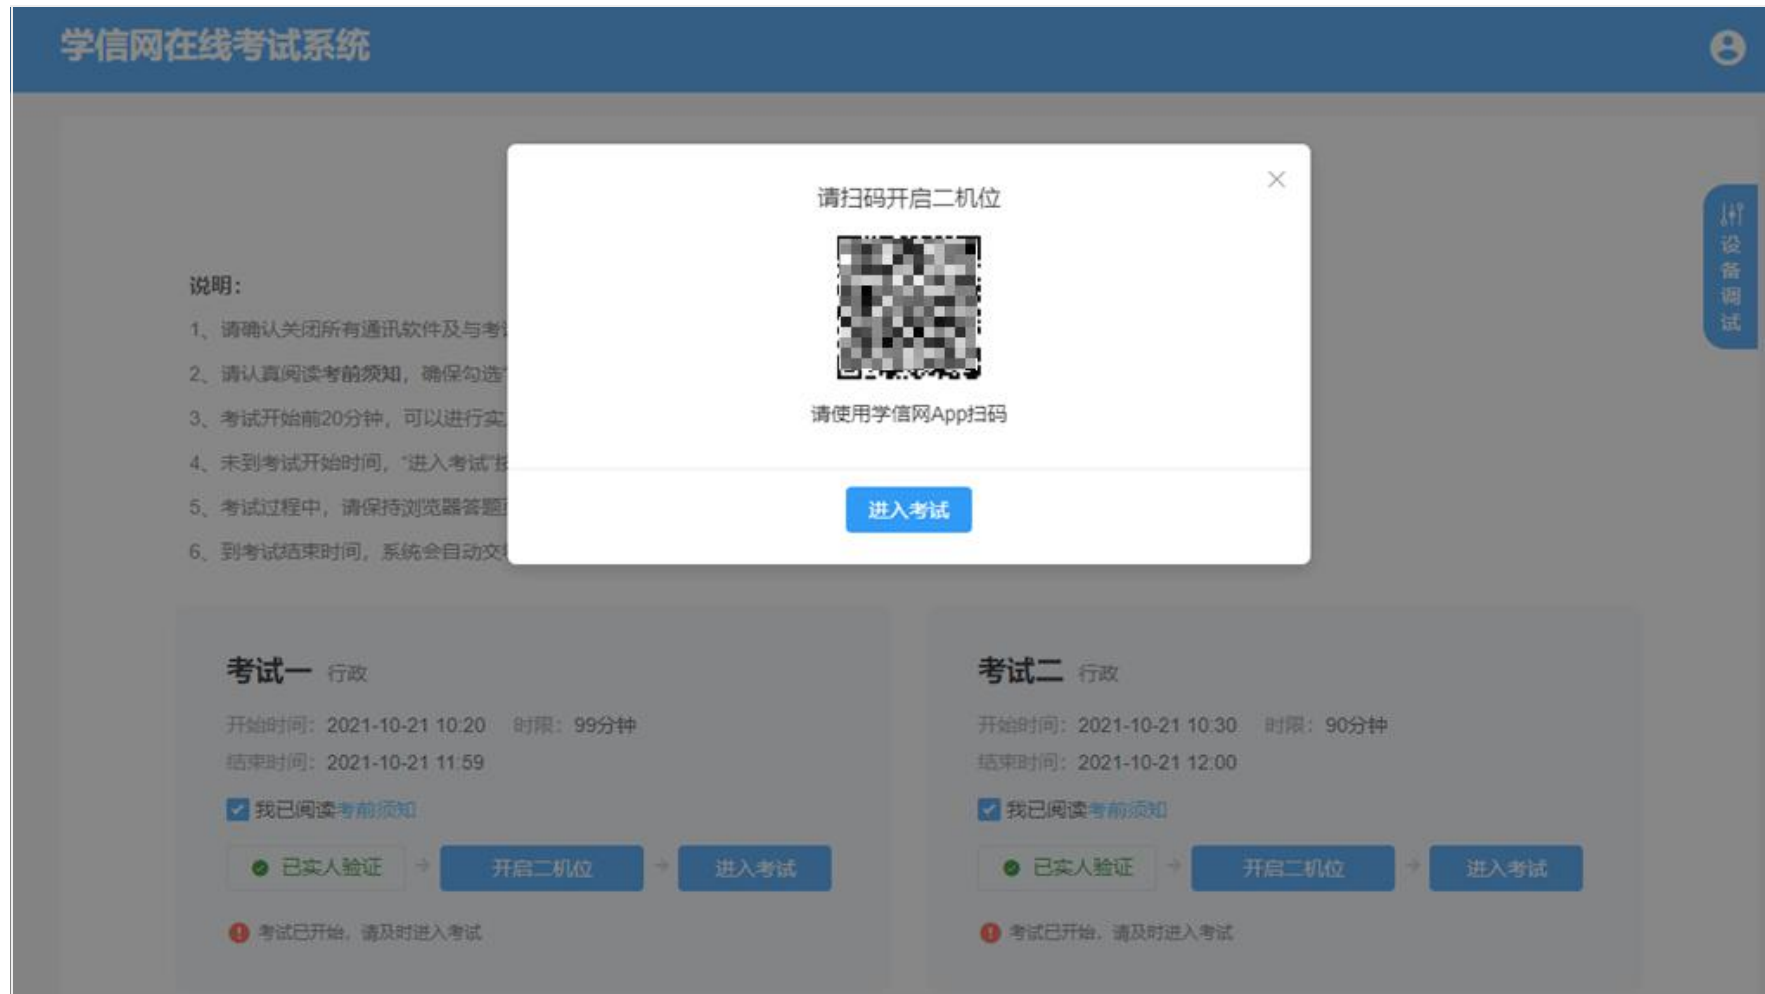 学信网在线考试系统
请扫码开启二机位
请使用学信网App扫码
进入考试
设备调试
说明：
1、请确认关闭所有通讯软件及与考
2、请认真阅读考前须知，确保勾选“
3、考试开始前20分钟，可以进行实
4、未到考试开始时间，“进入考试”按
5、考试过程中，请保持浏览器答题
6、到考试结束时间，系统会自动交
考试一 行政
开始时间：2021-10-21 10:20 时限：99分钟
结束时间：2021-10-21 11:59
我已阅读考前须知
已实人验证 → 开启二机位 → 进入考试
考试已开始，请及时进入考试
考试二 行政
开始时间：2021-10-21 10:30 时限：90分钟
结束时间：2021-10-21 12:00
我已阅读考前须知
已实人验证 → 开启二机位 → 进入考试
考试已开始，请及时进入考试